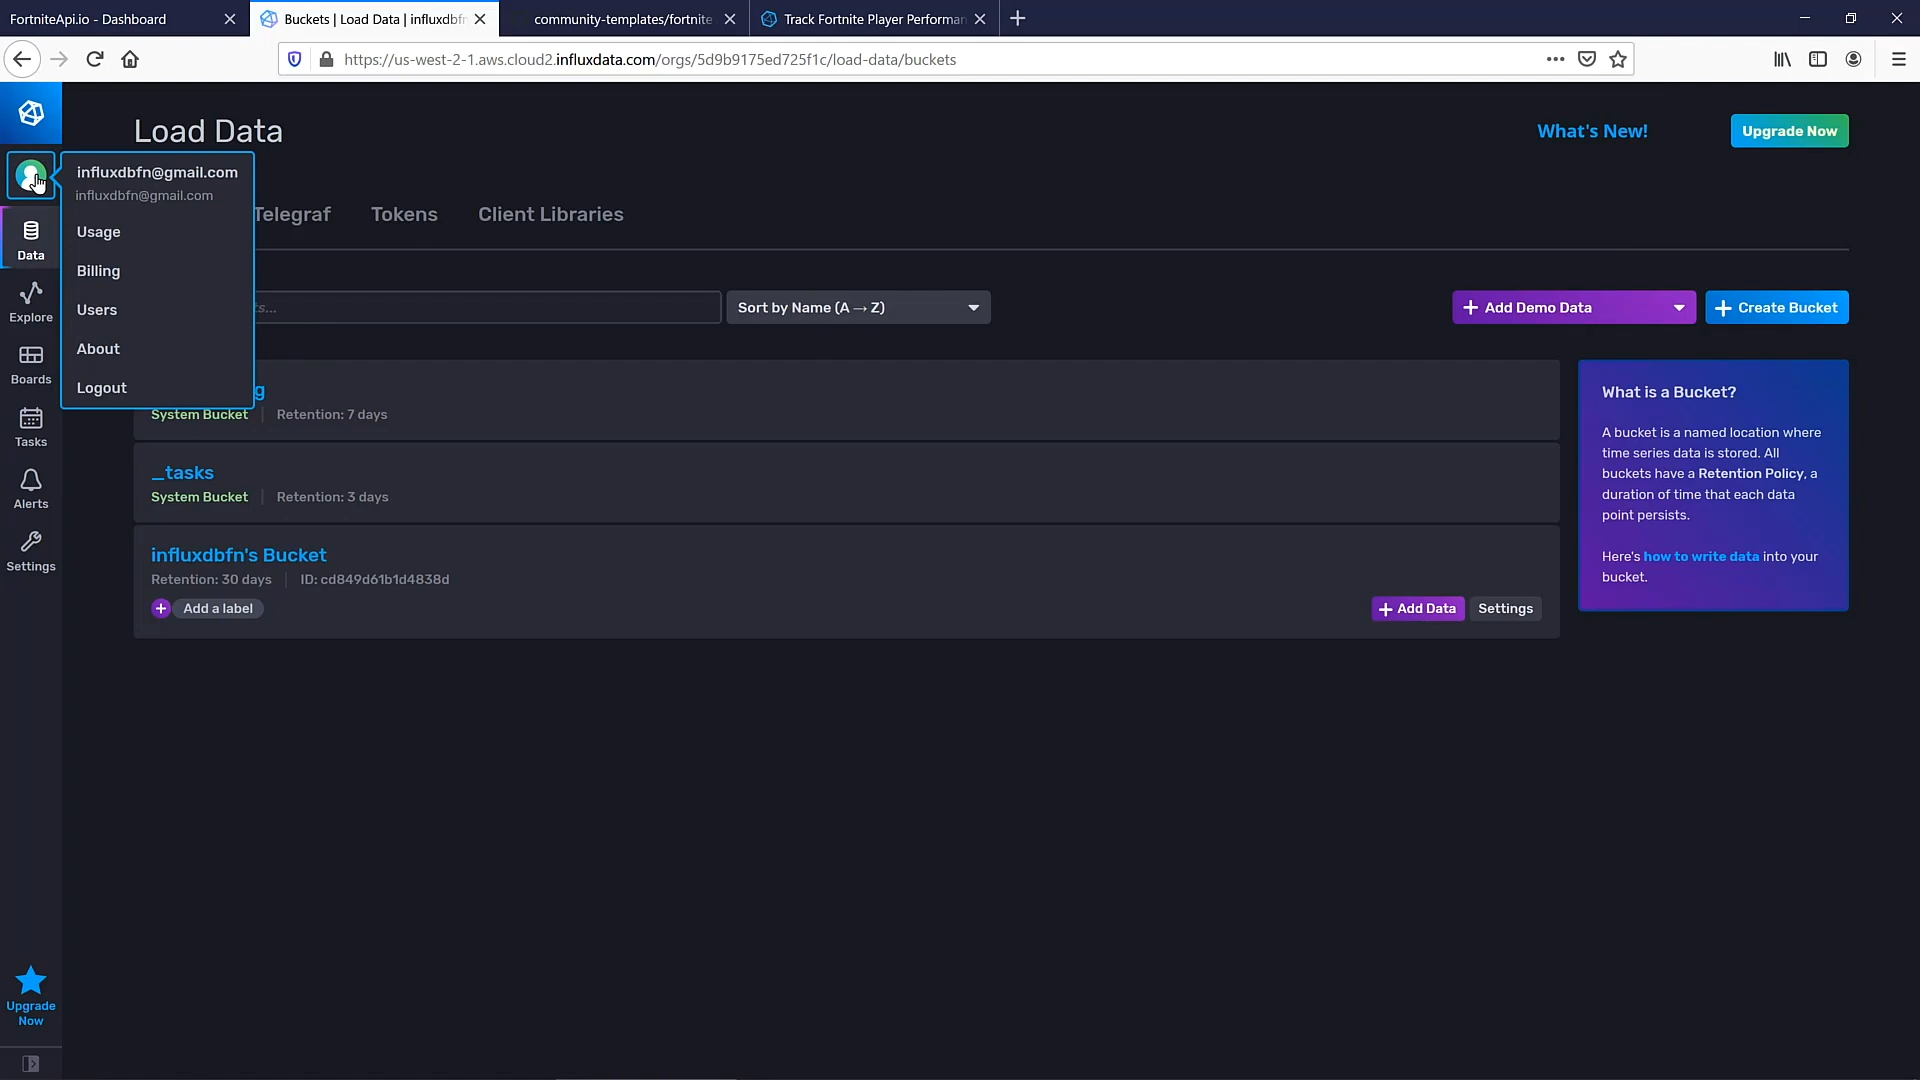 FortniteApi.io - Dashboard
Buckets | Load Data | influxdbfn
community-templates/fortnite
Track Fortnite Player Performan
https://us-west-2-1.aws.cloud2.influxdata.com/orgs/5d9b9175ed725f1c/load-data/buckets
Load Data
What's New!
Upgrade Now
influxdbfn@gmail.com
influxdbfn@gmail.com
Usage
Billing
Users
About
Logout
Telegraf
Tokens
Client Libraries
Data
Explore
Boards
Tasks
Alerts
Settings
Upgrade
Now
s...
Sort by Name (A → Z)
Add Demo Data
Create Bucket
g
System Bucket
Retention: 7 days
_tasks
System Bucket
Retention: 3 days
influxdbfn's Bucket
Retention: 30 days
ID: cd849d61b1d4838d
Add a label
Add Data
Settings
What is a Bucket?
A bucket is a named location where
time series data is stored. All
buckets have a Retention Policy, a
duration of time that each data
point persists.
Here's how to write data into your
bucket.